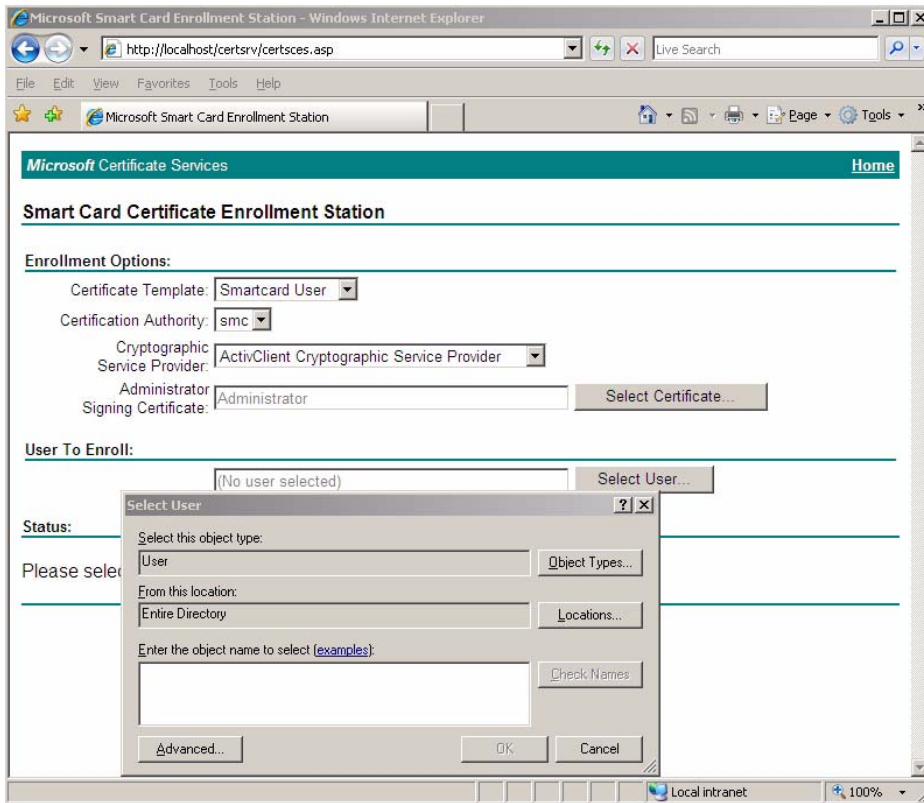 Microsoft Smart Card Enrollment Station - Windows Internet Explorer
http://localhost/certsrv/certsces.asp
Live Search
File Edit View Favorites Tools Help
Microsoft Smart Card Enrollment Station
Page Tools »
Microsoft Certificate Services Home
Smart Card Certificate Enrollment Station
Enrollment Options:
Certificate Template: Smartcard User
Certification Authority: smc
Cryptographic
Service Provider: ActivClient Cryptographic Service Provider
Administrator
Signing Certificate: Administrator Select Certificate...
User To Enroll:
(No user selected) Select User...
Select User
Status:
Select this object type:
User Object Types...
Please selec
From this location:
Entire Directory Locations...
Enter the object name to select (examples):
Check Names
Advanced... OK Cancel
Local intranet 100%